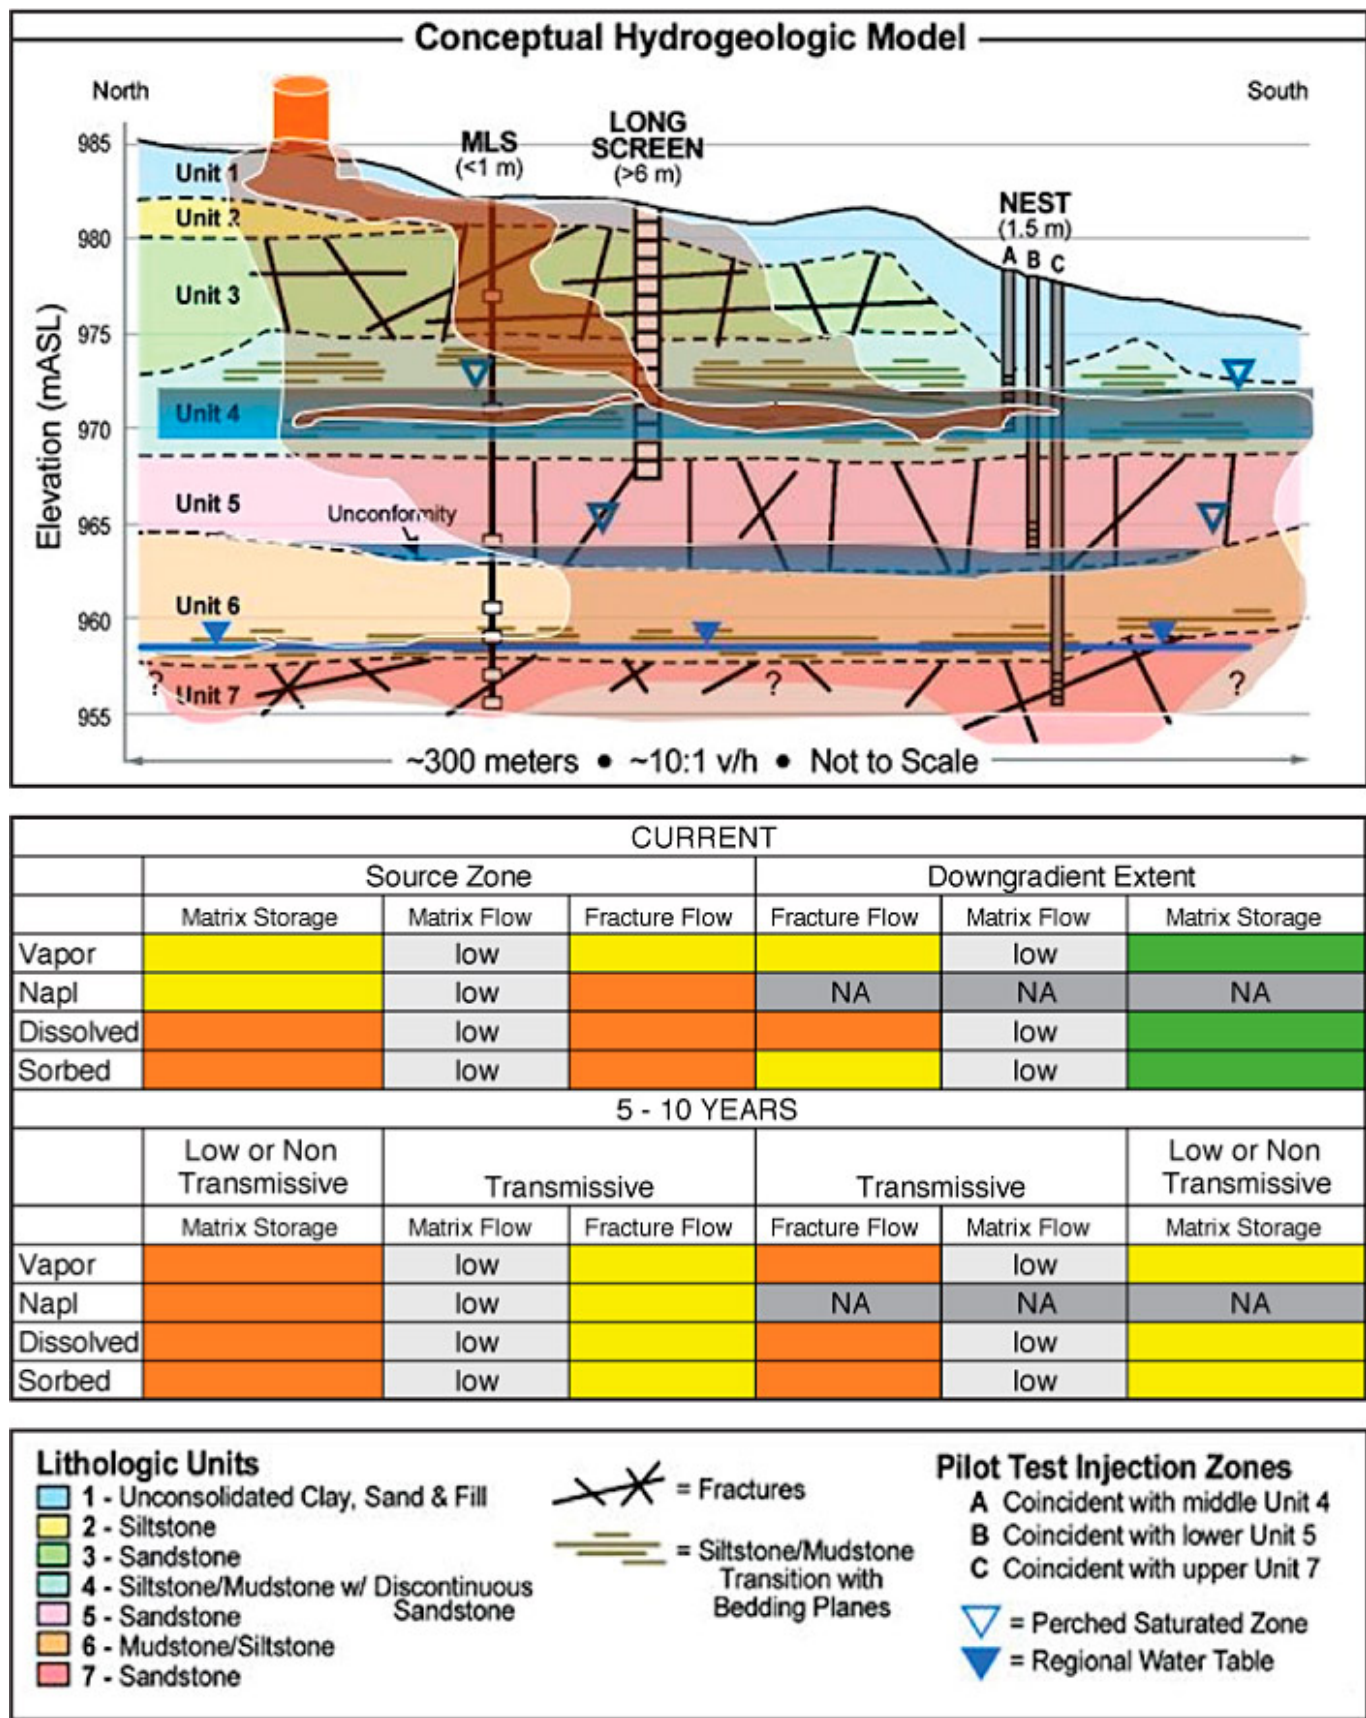 Conceptual Hydrogeologic Model
North
South
985
980
975
970
965
960
955
Elevation (mASL)
MLS
(<1 m)
LONG
SCREEN
(>6 m)
NEST
(1.5 m)
A B C
Unit 1
Unit 2
Unit 3
Unit 4
Unit 5
Unconformity
Unit 6
Unit 7
? ? ?
~300 meters • ~10:1 v/h • Not to Scale
CURRENT
Source Zone Downgradient Extent
Matrix Storage Matrix Flow Fracture Flow Fracture Flow Matrix Flow Matrix Storage
Vapor low low
Napl low NA NA NA
Dissolved low low
Sorbed low low
5 - 10 YEARS
Low or Non Transmissive Transmissive Transmissive Low or Non Transmissive
Matrix Storage Matrix Flow Fracture Flow Fracture Flow Matrix Flow Matrix Storage
Vapor low low
Napl low NA NA NA
Dissolved low low
Sorbed low low
Lithologic Units
1 - Unconsolidated Clay, Sand & Fill
2 - Siltstone
3 - Sandstone
4 - Siltstone/Mudstone w/ Discontinuous
Sandstone
5 - Sandstone
6 - Mudstone/Siltstone
7 - Sandstone
= Fractures
= Siltstone/Mudstone
Transition with
Bedding Planes
Pilot Test Injection Zones
A Coincident with middle Unit 4
B Coincident with lower Unit 5
C Coincident with upper Unit 7
= Perched Saturated Zone
= Regional Water Table